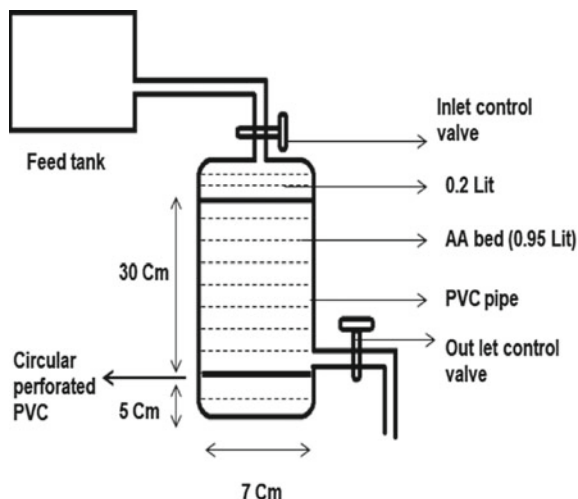 Feed tank
Inlet control
valve
0.2 Lit
AA bed (0.95 Lit)
30 Cm
PVC pipe
Out let control
valve
Circular
perforated
PVC
5 Cm
7 Cm